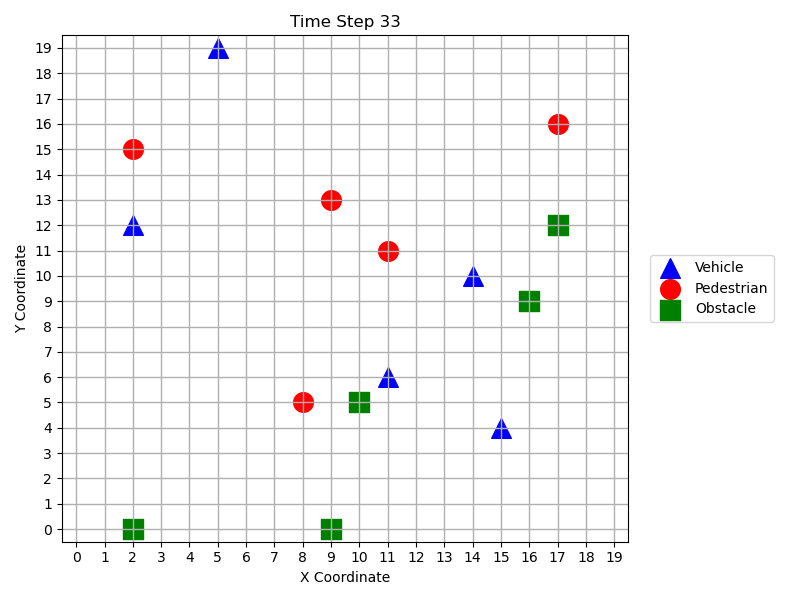 Time Step 33
19
18
17
16
15
14
13
12
11
10
9
8
7
6
5
4
3
2
1
0
Y Coordinate
0 1 2 3 4 5 6 7 8 9 10 11 12 13 14 15 16 17 18 19
X Coordinate
Vehicle
Pedestrian
Obstacle